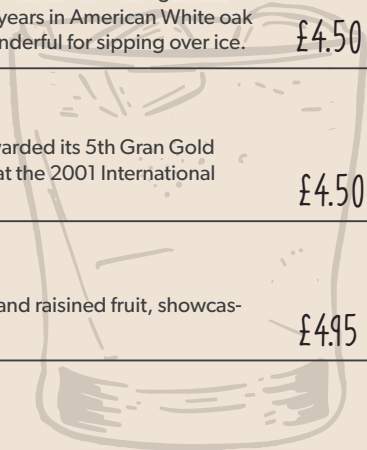 years in American White oak
nderful for sipping over ice. £4.50
varded its 5th Gran Gold
at the 2001 International
£4.50
and raisined fruit, showcas-
£4.95